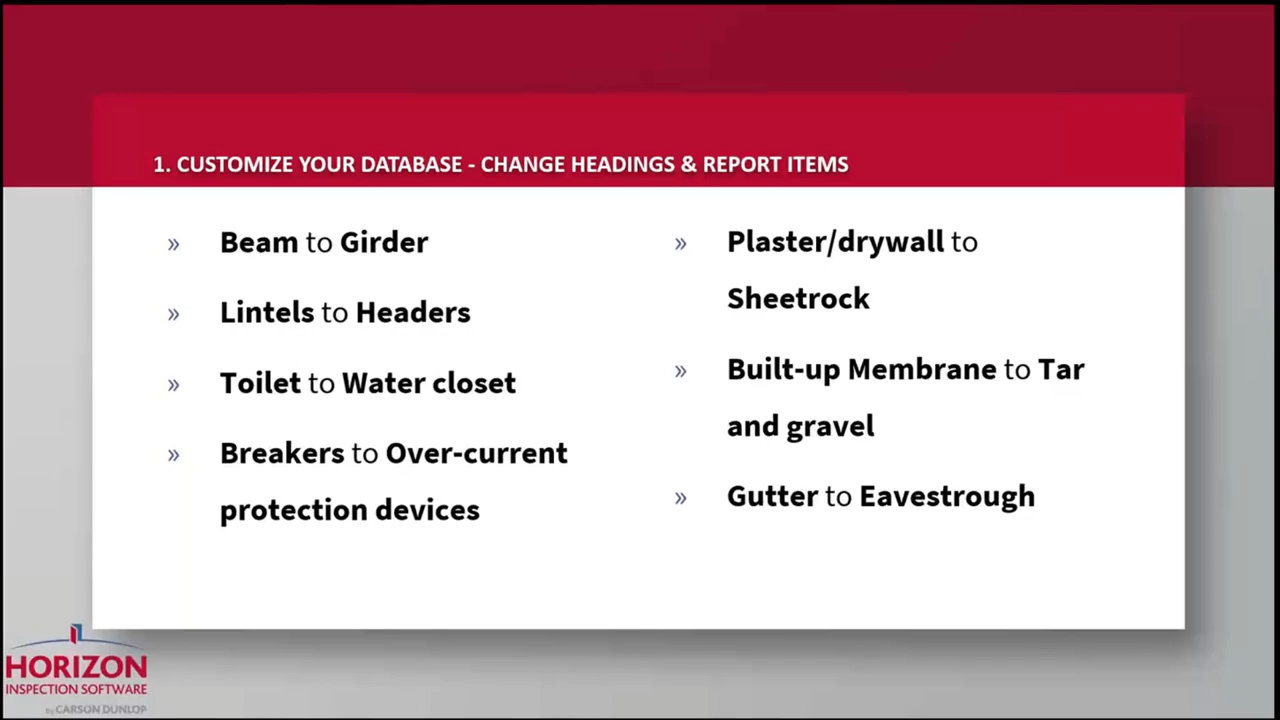 1. CUSTOMIZE YOUR DATABASE - CHANGE HEADINGS & REPORT ITEMS
» Beam to Girder
» Lintels to Headers
» Toilet to Water closet
» Breakers to Over-current
protection devices
» Plaster/drywall to
Sheetrock
» Built-up Membrane to Tar
and gravel
» Gutter to Eavestrough
HORIZON
INSPECTION SOFTWARE
By CARSON DUNLOP